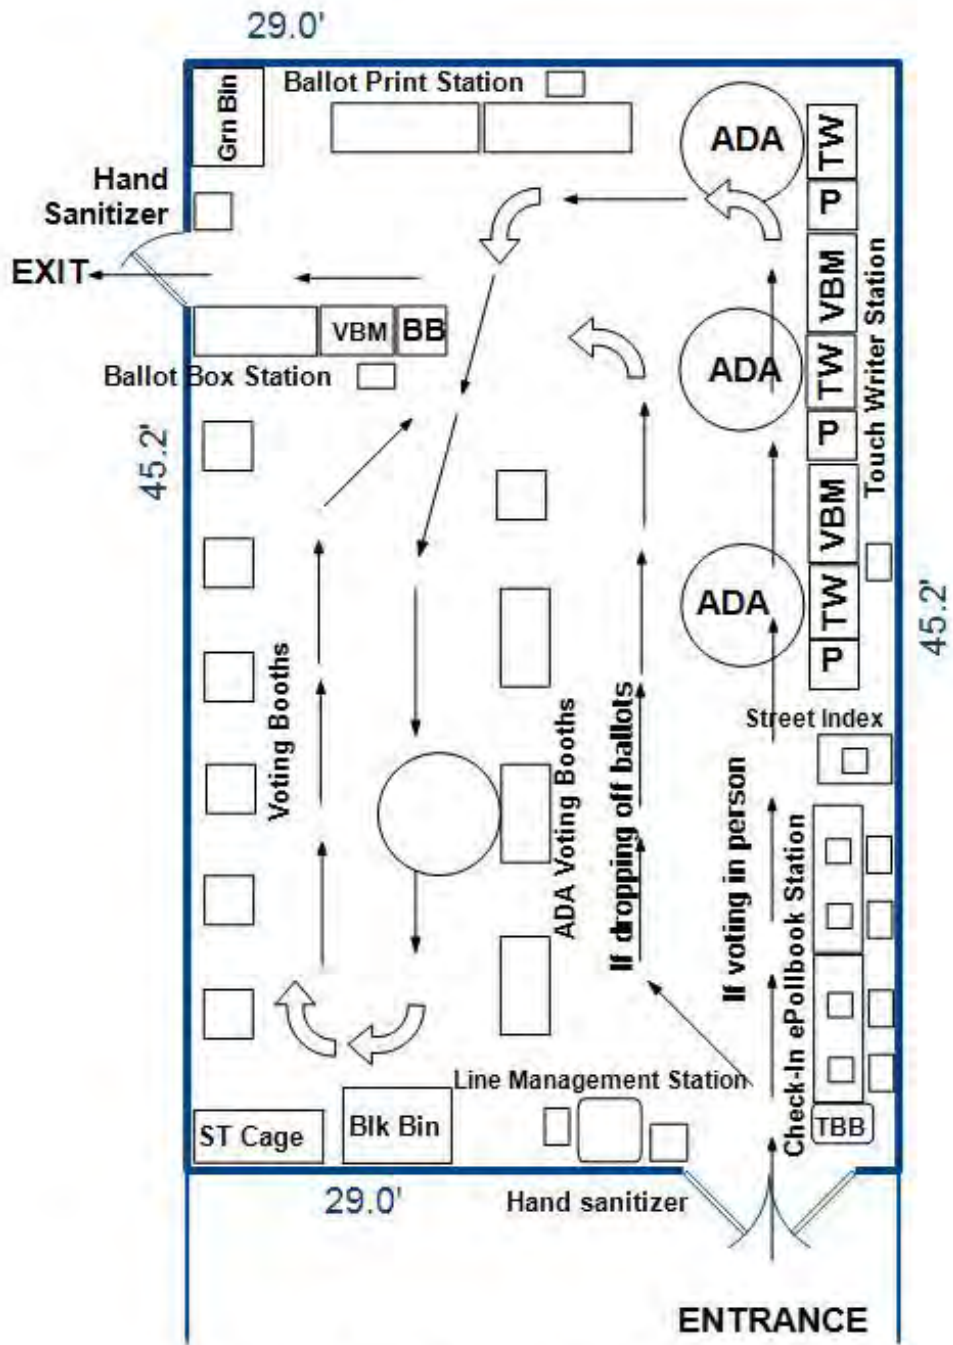 29.0'
Grn Bin
Ballot Print Station
ADA
TW
P
Hand
Sanitizer
EXIT
VBM
BB
Ballot Box Station
VBM
ADA
TW
P
Touch Writer Station
45.2'
VBM
ADA
TW
P
45.2'
Voting Booths
ADA Voting Booths
If dropping off ballots
If voting in person
Street Index
Check-In ePollbook Station
Line Management Station
ST Cage
Blk Bin
TBB
29.0'
Hand sanitizer
ENTRANCE